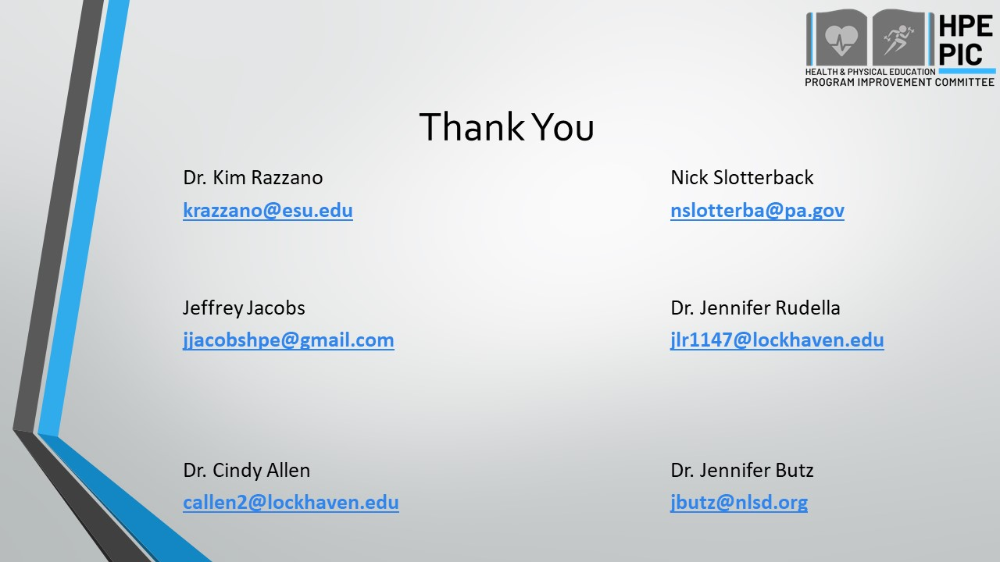 HPE
PIC
HEALTH & PHYSICAL EDUCATION
PROGRAM IMPROVEMENT COMMITTEE
Thank You
Dr. Kim Razzano
krazzano@esu.edu
Nick Slotterback
nslotterba@pa.gov
Jeffrey Jacobs
jjacobshpe@gmail.com
Dr. Jennifer Rudella
jlr1147@lockhaven.edu
Dr. Cindy Allen
callen2@lockhaven.edu
Dr. Jennifer Butz
jbutz@nlsd.org